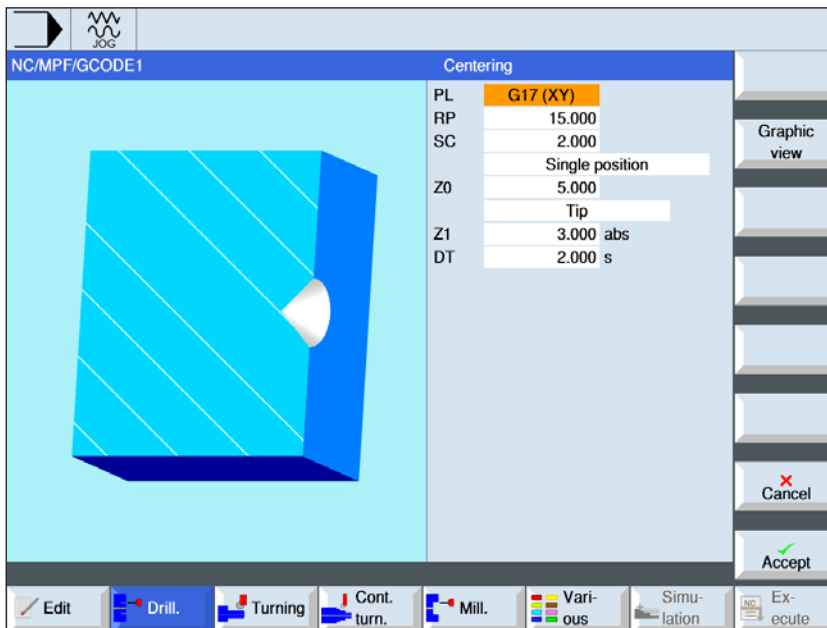 JOG
NC/MPF/GCODE1
Centering
PL G17 (XY)
RP 15.000
SC 2.000
Single position
Z0 5.000
Tip
Z1 3.000 abs
DT 2.000 s
Graphic
view
Cancel
Accept
Edit
Drill.
Turning
Cont.
turn.
Mill.
Vari-
ous
Simu-
lation
NC
Ex-
ecute